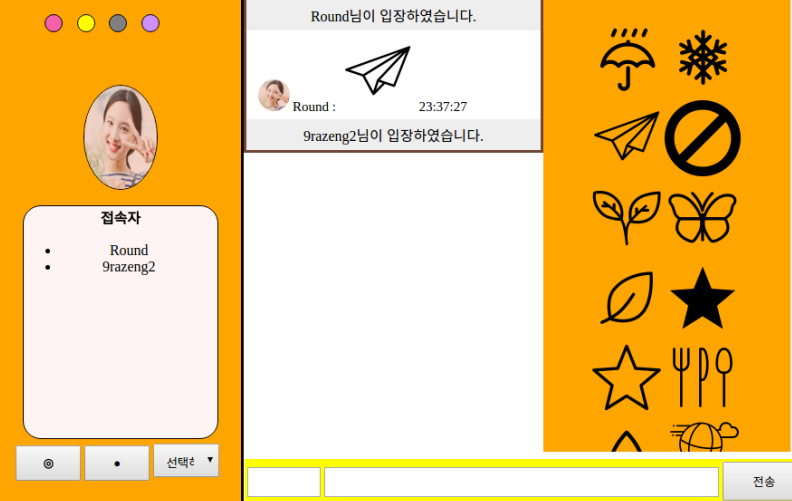 접속자
Round
9razeng2
Round님이 입장하였습니다.
Round : 23:37:27
9razeng2님이 입장하였습니다.
전송